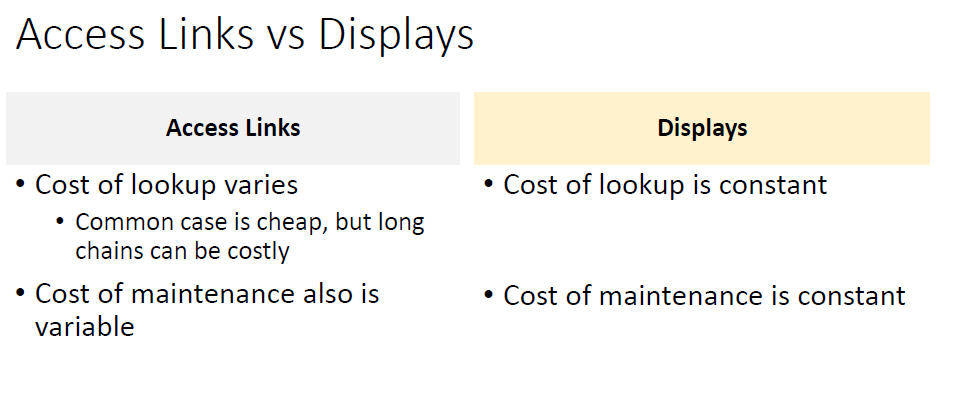 Access Links vs Displays
Access Links
• Cost of lookup varies
• Common case is cheap, but long
chains can be costly
• Cost of maintenance also is
variable
Displays
• Cost of lookup is constant
• Cost of maintenance is constant